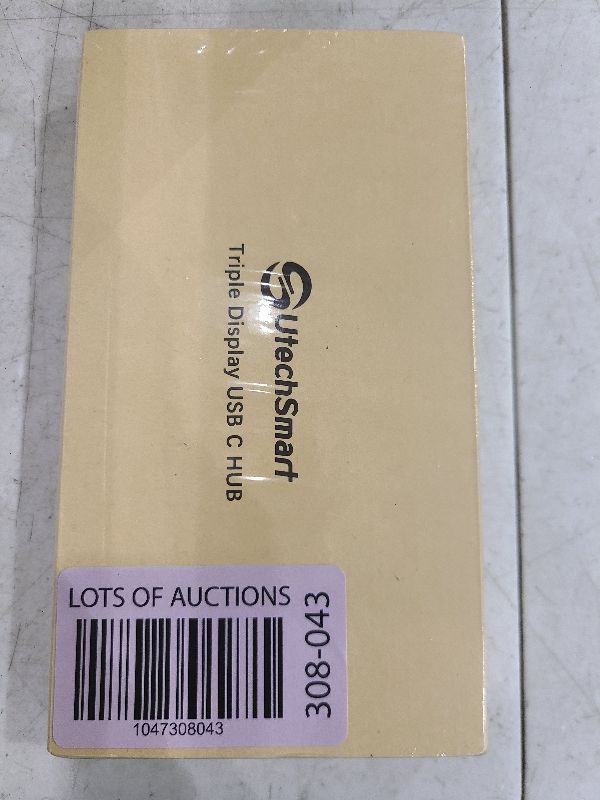 UtechSmart
Triple Display USB C HUB
LOTS OF AUCTIONS
308-043
1047308043